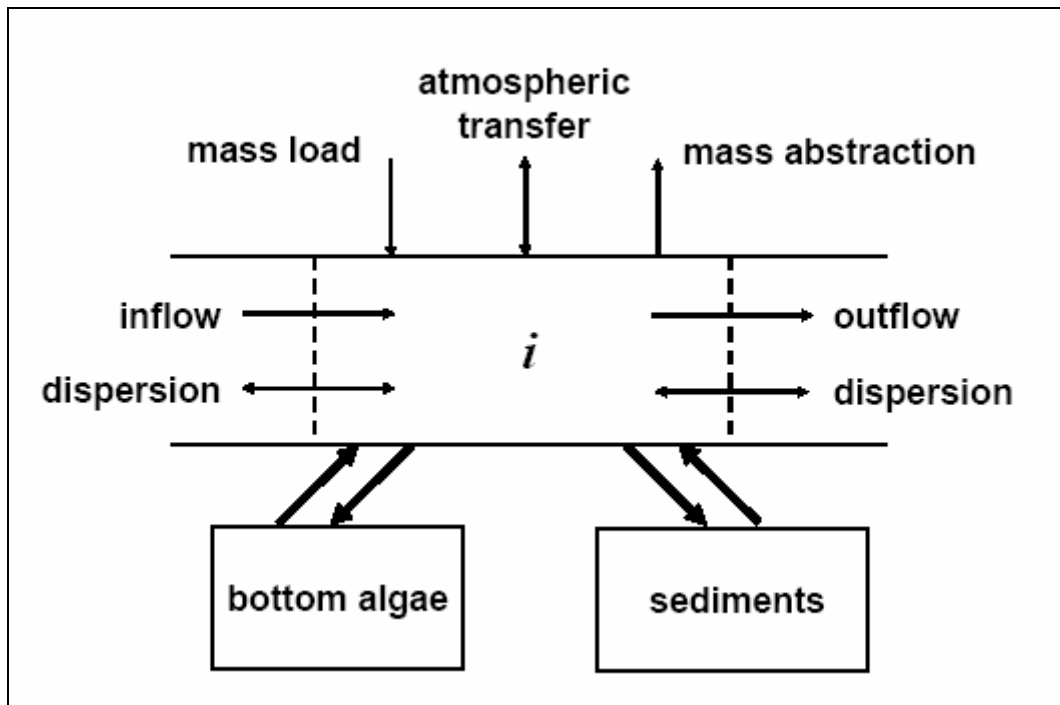 atmospheric
transfer
mass load
mass abstraction
inflow
outflow
i
dispersion
dispersion
bottom algae
sediments